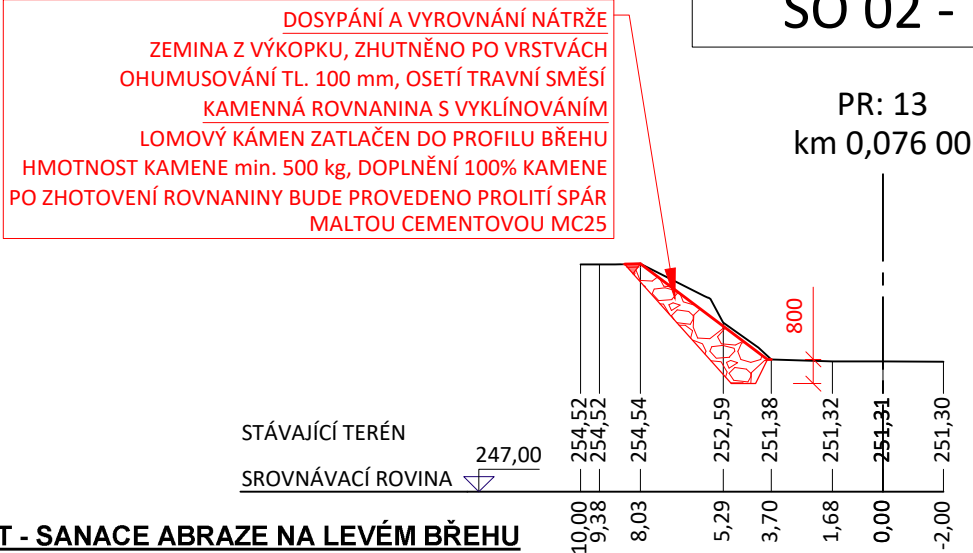 DOSYPÁNÍ A VYROVNÁNÍ NÁTRŽE
ZEMINA Z VÝKOPKU, ZHUTNĚNO PO VRSTVÁCH
OHUMUSOVÁNÍ TL. 100 mm, OSETÍ TRAVNÍ SMĚSÍ
KAMENNÁ ROVNANINA S VYKLÍNOVÁNÍM
LOMOVÝ KÁMEN ZATLAČEN DO PROFILU BŘEHU
HMOTNOST KAMENE min. 500 kg, DOPLNĚNÍ 100% KAMENE
PO ZHOTOVENÍ ROVNANINY BUDE PROVEDENO PROLITÍ SPÁR
MALTOU CEMENTOVOU MC25
SO 02 -
PR: 13
km 0,076 00
800
STÁVAJÍCÍ TERÉN
254,52
254,52
254,54
252,59
251,38
251,32
251,31
251,30
247,00
SROVNÁVACÍ ROVINA
10,00
9,38
8,03
5,29
3,70
1,68
0,00
-2,00
T - SANACE ABRAZE NA LEVÉM BŘEHU